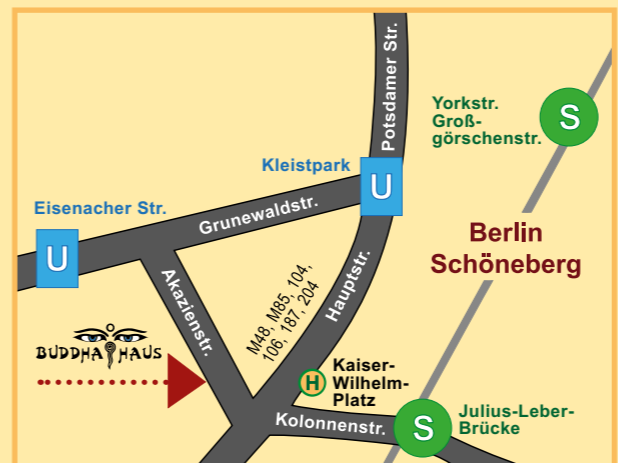 Potsdamer Str.
Yorkstr.
Groß-
görschenstr.
S
Kleistpark
U
Eisenacher Str.
U
Grunewaldstr.
Berlin
Schöneberg
Akazienstr.
M48, M85, 104,
106, 187, 204
Hauptstr.
BUDDHA HAUS
H
Kaiser-
Wilhelm-
Platz
Kolonnenstr.
S
Julius-Leber-
Brücke